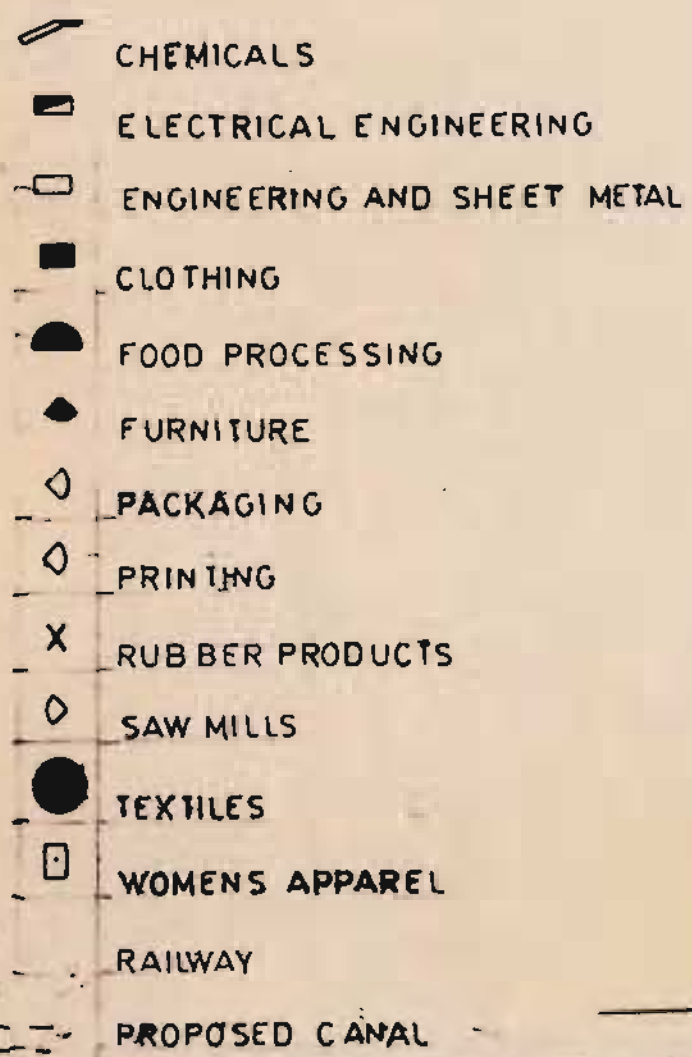 CHEMICALS
ELECTRICAL ENGINEERING
ENGINEERING AND SHEET METAL
CLOTHING
FOOD PROCESSING
FURNITURE
PACKAGING
PRINTING
RUBBER PRODUCTS
SAW MILLS
TEXTILES
WOMENS APPAREL
RAILWAY
PROPOSED CANAL